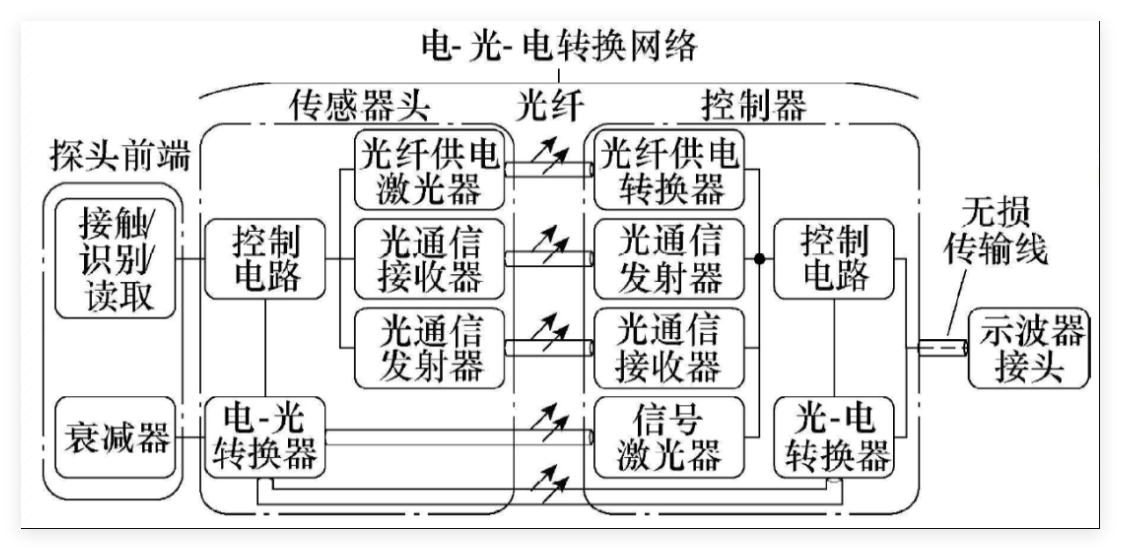 电-光-电转换网络
传感器头
光纤
控制器
探头前端
接触/
识别/
读取
衰减器
控制
电路
电-光
转换器
光纤供电
激光器
光通信
接收器
光通信
发射器
光纤供电
转换器
光通信
发射器
光通信
接收器
信号
激光器
控制
电路
光-电
转换器
无损
传输线
示波器
接头